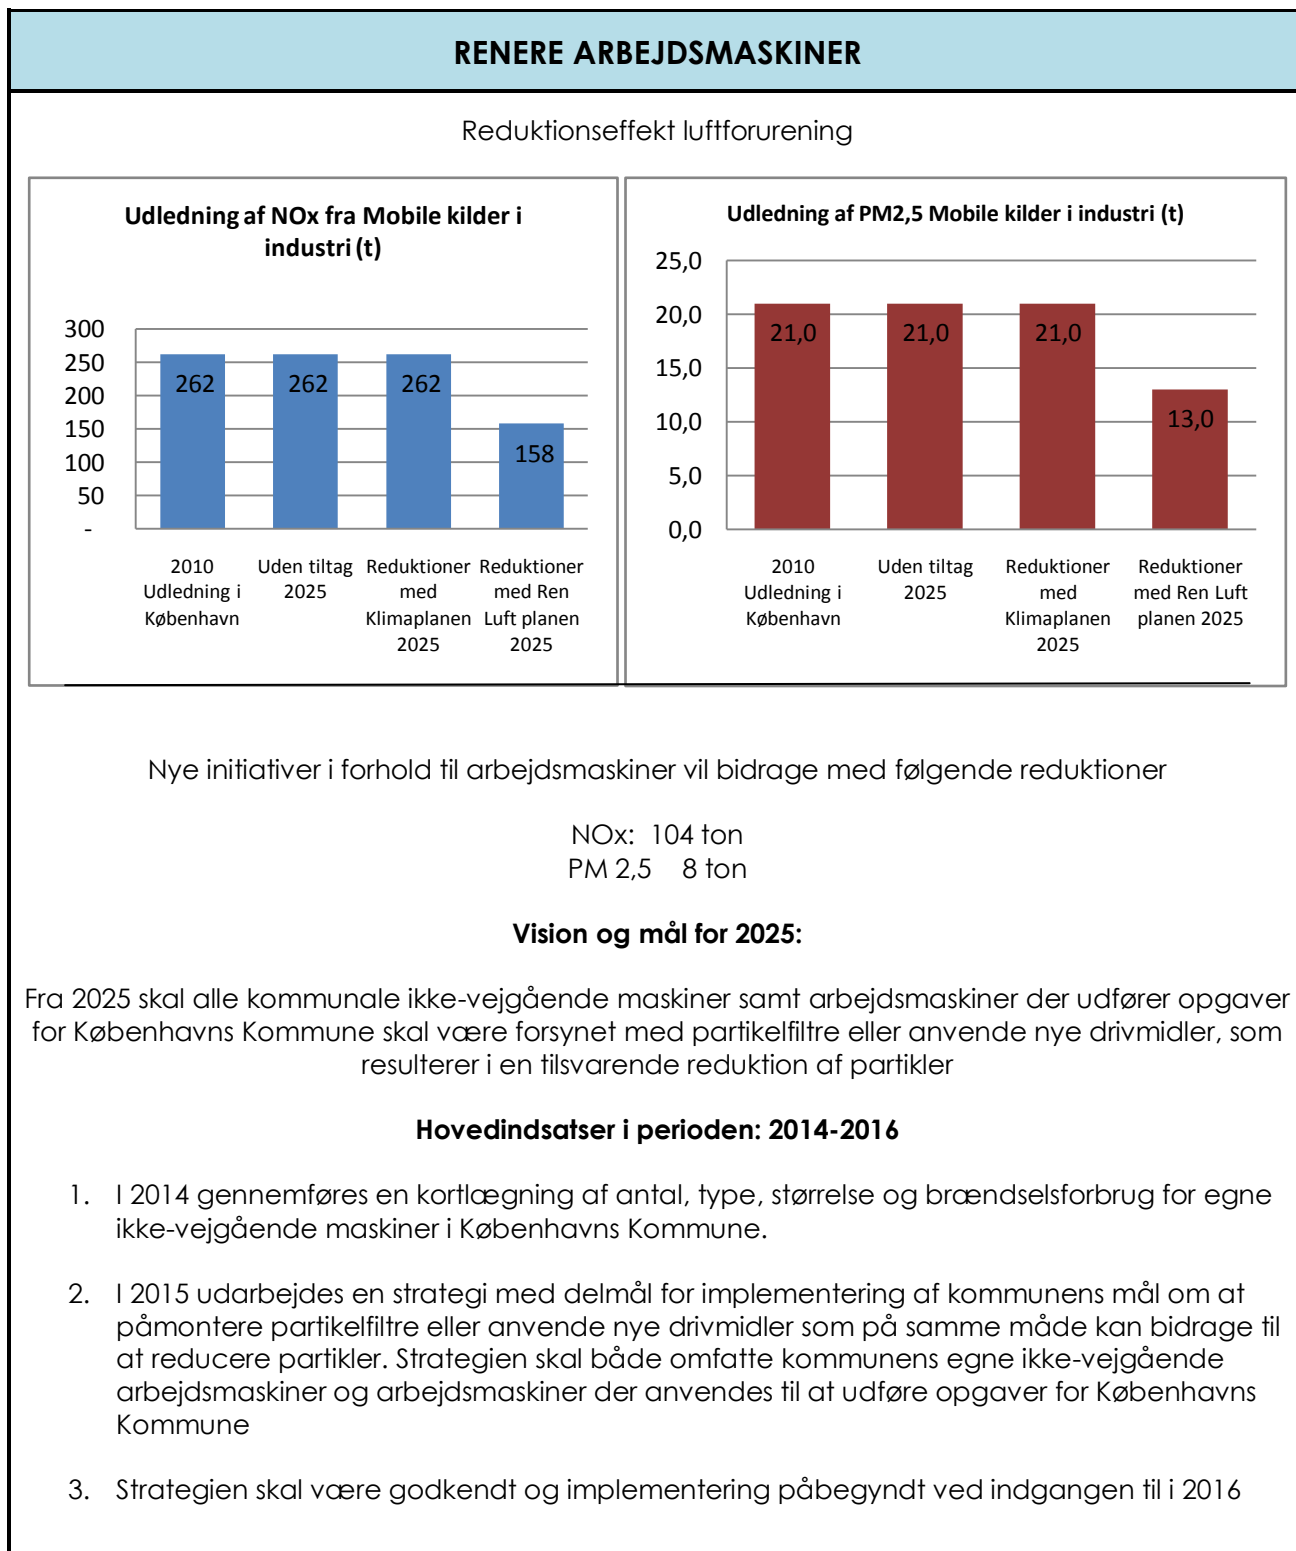 RENERE ARBEJDSMASKINER
Reduktionseffekt luftforurening
Udledning af NOx fra Mobile kilder i
industri (t)
300
250
200
150
100
50
-
262
262
262
158
2010
Udledning i
København
Uden tiltag
2025
Reduktioner
med
Klimaplanen
2025
Reduktioner
med Ren
Luft planen
2025
Udledning af PM2,5 Mobile kilder i industri (t)
25,0
20,0
15,0
10,0
5,0
0,0
21,0
21,0
21,0
13,0
2010
Udledning i
København
Uden tiltag
2025
Reduktioner
med
Klimaplanen
2025
Reduktioner
med Ren Luft
planen 2025
Nye initiativer i forhold til arbejdsmaskiner vil bidrage med følgende reduktioner
NOx: 104 ton
PM 2,5 8 ton
Vision og mål for 2025:
Fra 2025 skal alle kommunale ikke-vejgående maskiner samt arbejdsmaskiner der udfører opgaver
for Københavns Kommune skal være forsynet med partikelfiltre eller anvende nye drivmidler, som
resulterer i en tilsvarende reduktion af partikler
Hovedindsatser i perioden: 2014-2016
1. I 2014 gennemføres en kortlægning af antal, type, størrelse og brændselsforbrug for egne
ikke-vejgående maskiner i Københavns Kommune.
2. I 2015 udarbejdes en strategi med delmål for implementering af kommunens mål om at
påmontere partikelfiltre eller anvende nye drivmidler som på samme måde kan bidrage til
at reducere partikler. Strategien skal både omfatte kommunens egne ikke-vejgående
arbejdsmaskiner og arbejdsmaskiner der anvendes til at udføre opgaver for Københavns
Kommune
3. Strategien skal være godkendt og implementering påbegyndt ved indgangen til i 2016